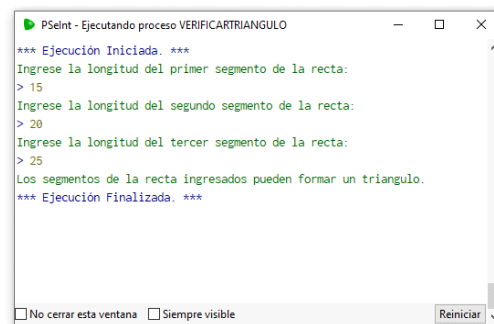 PSeInt - Ejecutando proceso VERIFICARTRIANGULO
*** Ejecución Iniciada. ***
Ingrese la longitud del primer segmento de la recta:
> 15
Ingrese la longitud del segundo segmento de la recta:
> 20
Ingrese la longitud del tercer segmento de la recta:
> 25
Los segmentos de la recta ingresados pueden formar un triangulo.
*** Ejecución Finalizada. ***
No cerrar esta ventana Siempre visible Reiniciar